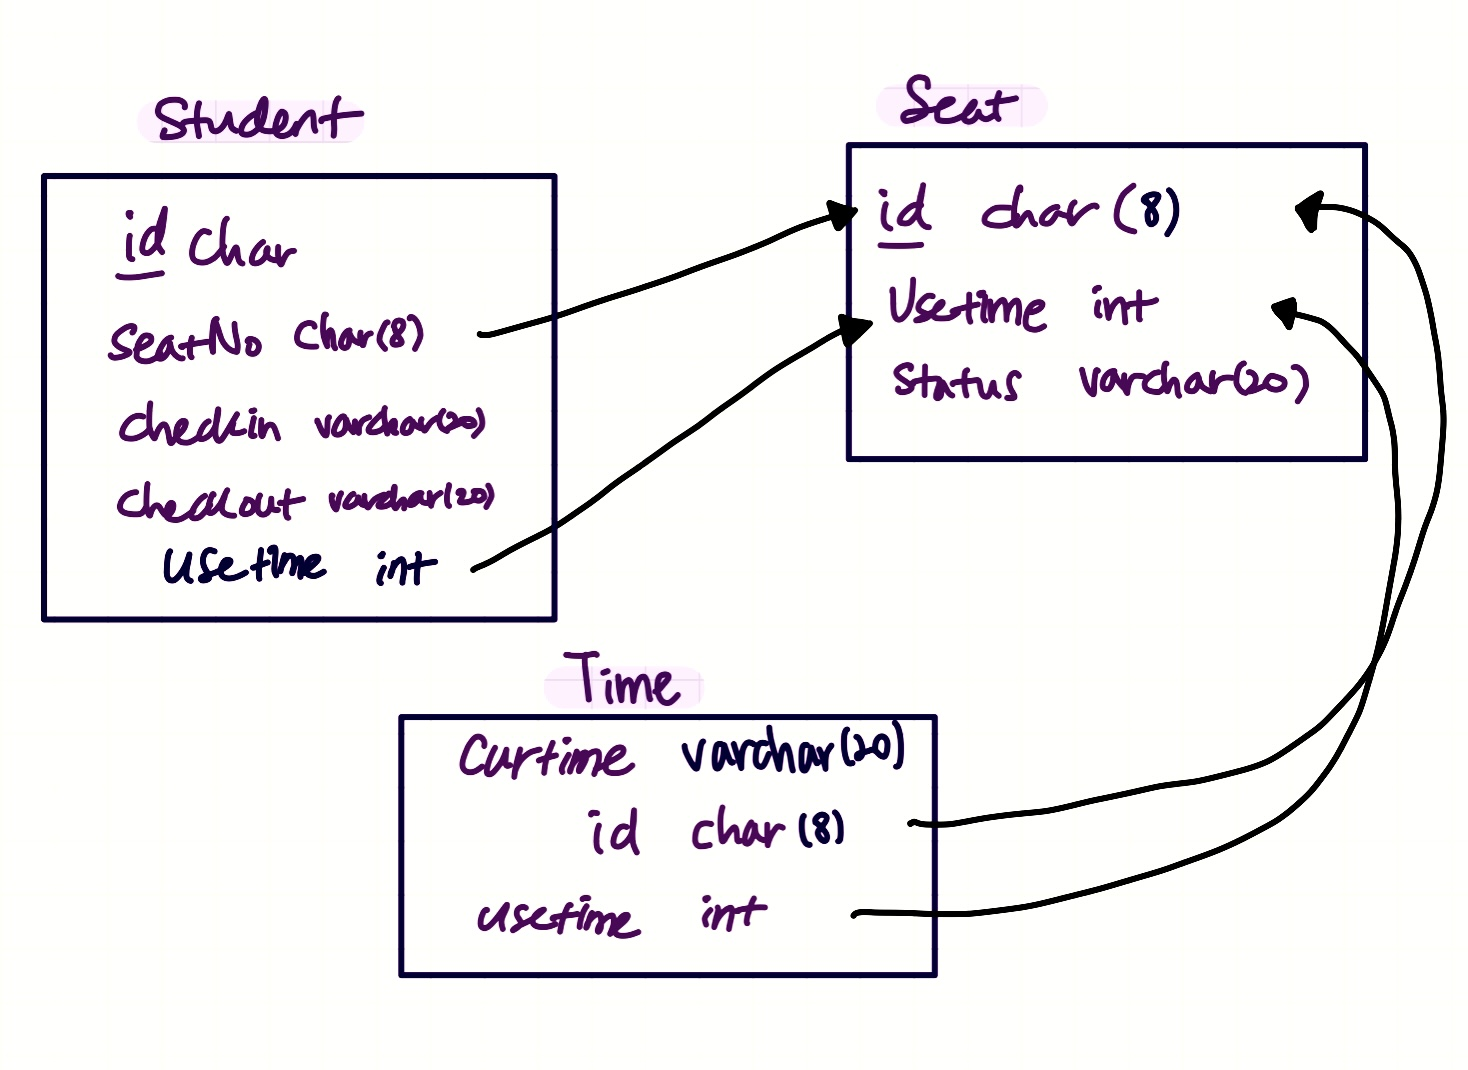 Student
id char
SeatNo Char(8)
Checkin varchar(20)
Checkout varchar(20)
Usetime int
Seat
id char(8)
Usetime int
Status varchar(20)
Time
Curtime varchar(20)
id char(8)
usetime int